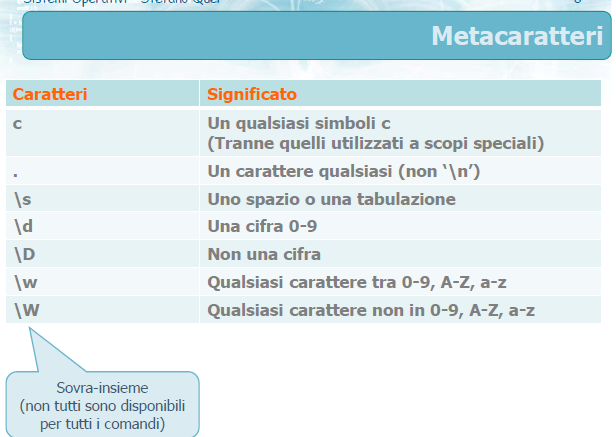 Sistemi Operativi - Stefano Quer
Metacaratteri
Caratteri Significato
c Un qualsiasi simboli c
(Tranne quelli utilizzati a scopi speciali)
. Un carattere qualsiasi (non ‘\n’)
\s Uno spazio o una tabulazione
\d Una cifra 0-9
\D Non una cifra
\w Qualsiasi carattere tra 0-9, A-Z, a-z
\W Qualsiasi carattere non in 0-9, A-Z, a-z
Sovra-insieme
(non tutti sono disponibili
per tutti i comandi)